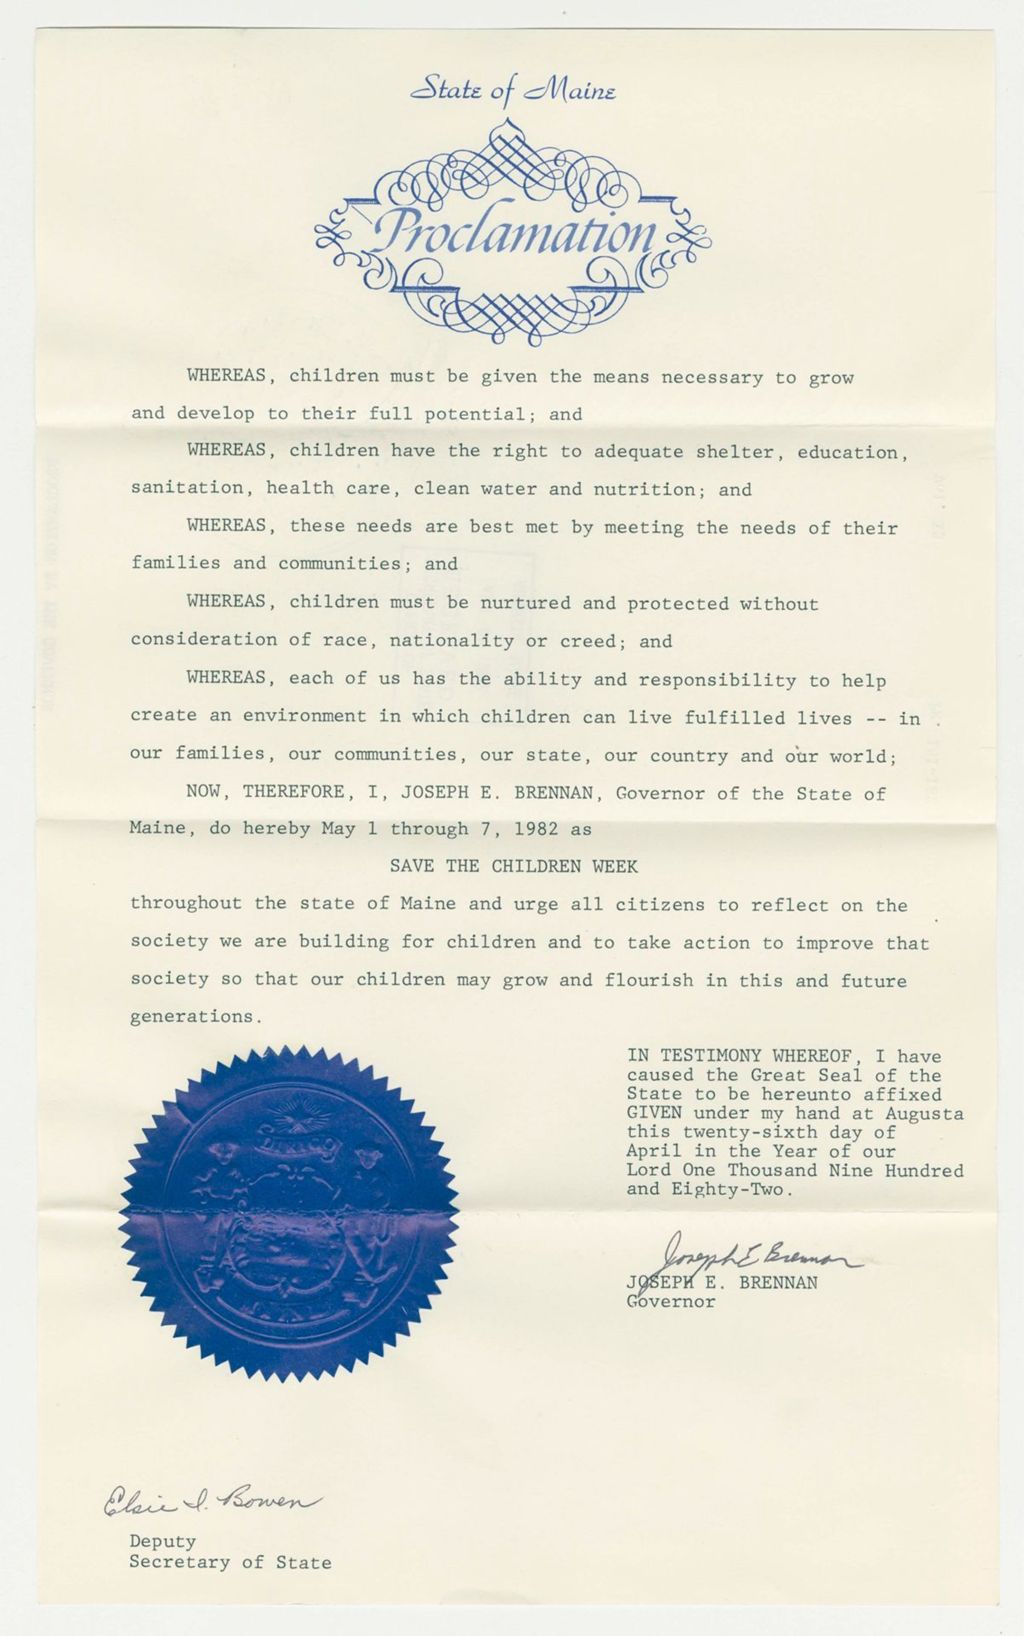 State of Maine
Proclamation
WHEREAS, children must be given the means necessary to grow
and develop to their full potential; and
WHEREAS, children have the right to adequate shelter, education,
sanitation, health care, clean water and nutrition; and
WHEREAS, these needs are best met by meeting the needs of their
families and communities; and
WHEREAS, children must be nurtured and protected without
consideration of race, nationality or creed; and
WHEREAS, each of us has the ability and responsibility to help
create an environment in which children can live fulfilled lives -- in
our families, our communities, our state, our country and our world;
NOW, THEREFORE, I, JOSEPH E. BRENNAN, Governor of the State of
Maine, do hereby May 1 through 7, 1982 as
SAVE THE CHILDREN WEEK
throughout the state of Maine and urge all citizens to reflect on the
society we are building for children and to take action to improve that
society so that our children may grow and flourish in this and future
generations.
IN TESTIMONY WHEREOF, I have
caused the Great Seal of the
State to be hereunto affixed
GIVEN under my hand at Augusta
this twenty-sixth day of
April in the Year of our
Lord One Thousand Nine Hundred
and Eighty-Two.
Joseph E Brennan
JOSEPH E. BRENNAN
Governor
DIRIGO
Elsie I. Bowen
Deputy
Secretary of State